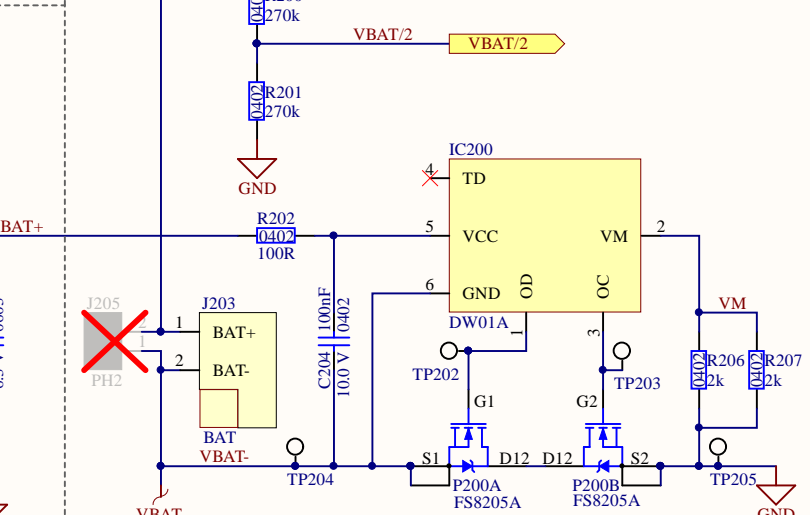 270k
VBAT/2
VBAT/2
0402
R201
270k
GND
IC200
4
TD
BAT+
R202
0402
100R
5
VCC
VM
2
6
GND
OD
OC
DW01A
1
3
100nF
0402
C204
10.0 V
J205
2
1
PH2
J203
1
BAT+
2
BAT-
BAT
VM
0402
R206
2k
0402
R207
2k
TP202
TP203
G1
G2
VBAT-
TP204
S1
D12
D12
S2
TP205
P200A
FS8205A
P200B
FS8205A
VBAT
GND